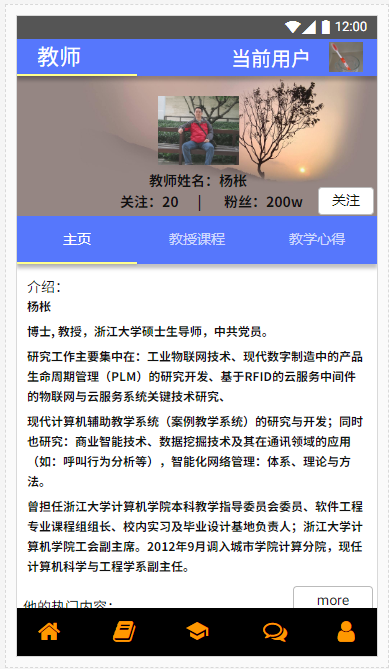 12:00
教师 当前用户
教师姓名：杨枨
关注：20 | 粉丝：200w 关注
主页 教授课程 教学心得
介绍：
杨枨
博士, 教授，浙江大学硕士生导师，中共党员。
研究工作主要集中在：工业物联网技术、现代数字制造中的产品
生命周期管理（PLM）的研究开发、基于RFID的云服务中间件
的物联网与云服务系统关键技术研究、
现代计算机辅助教学系统（案例教学系统）的研究与开发；同时
也研究：商业智能技术、数据挖掘技术及其在通讯领域的应用
（如：呼叫行为分析等），智能化网络管理：体系、理论与方
法。
曾担任浙江大学计算机学院本科教学指导委员会委员、软件工程
专业课程组组长、校内实习及毕业设计基地负责人；浙江大学计
算机学院工会副主席。2012年9月调入城市学院计算分院，现任
计算机科学与工程学系副主任。
他的热门内容： more